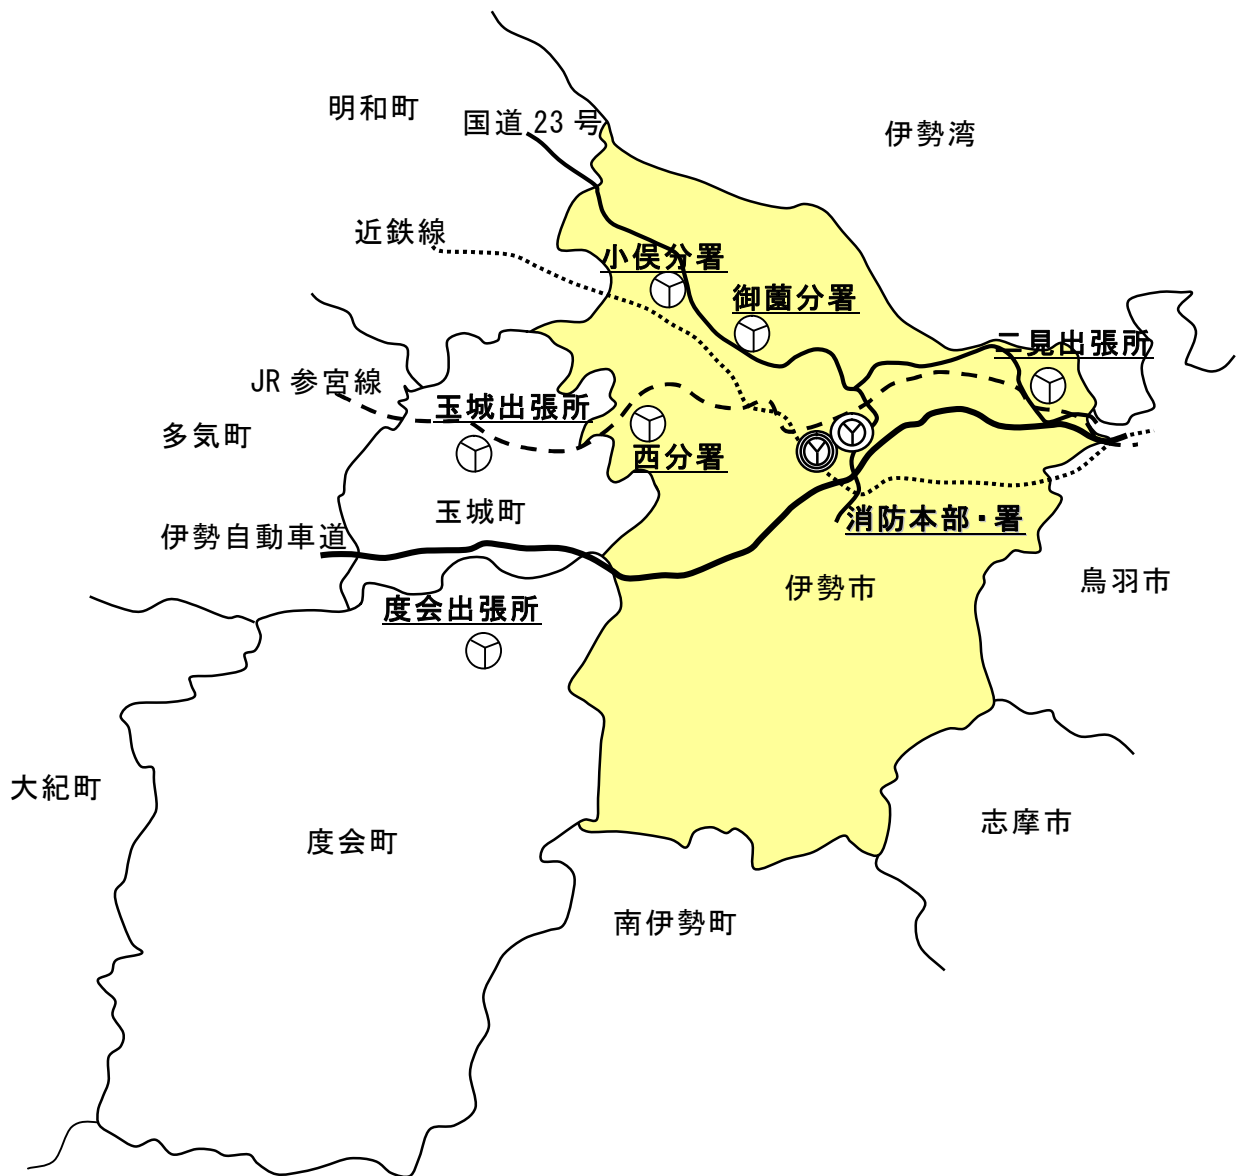 明和町
国道 23 号
伊勢湾
近鉄線
小俣分署
御薗分署
二見出張所
JR 参宮線
玉城出張所
多気町
西分署
玉城町
消防本部・署
伊勢自動車道
伊勢市
鳥羽市
度会出張所
大紀町
志摩市
度会町
南伊勢町